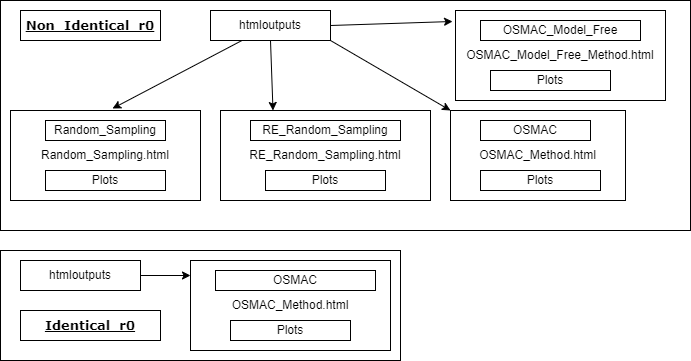 Non_Identical_r0
htmloutputs
OSMAC_Model_Free
OSMAC_Model_Free_Method.html
Plots
Random_Sampling
Random_Sampling.html
Plots
RE_Random_Sampling
RE_Random_Sampling.html
Plots
OSMAC
OSMAC_Method.html
Plots
htmloutputs
OSMAC
OSMAC_Method.html
Plots
Identical_r0